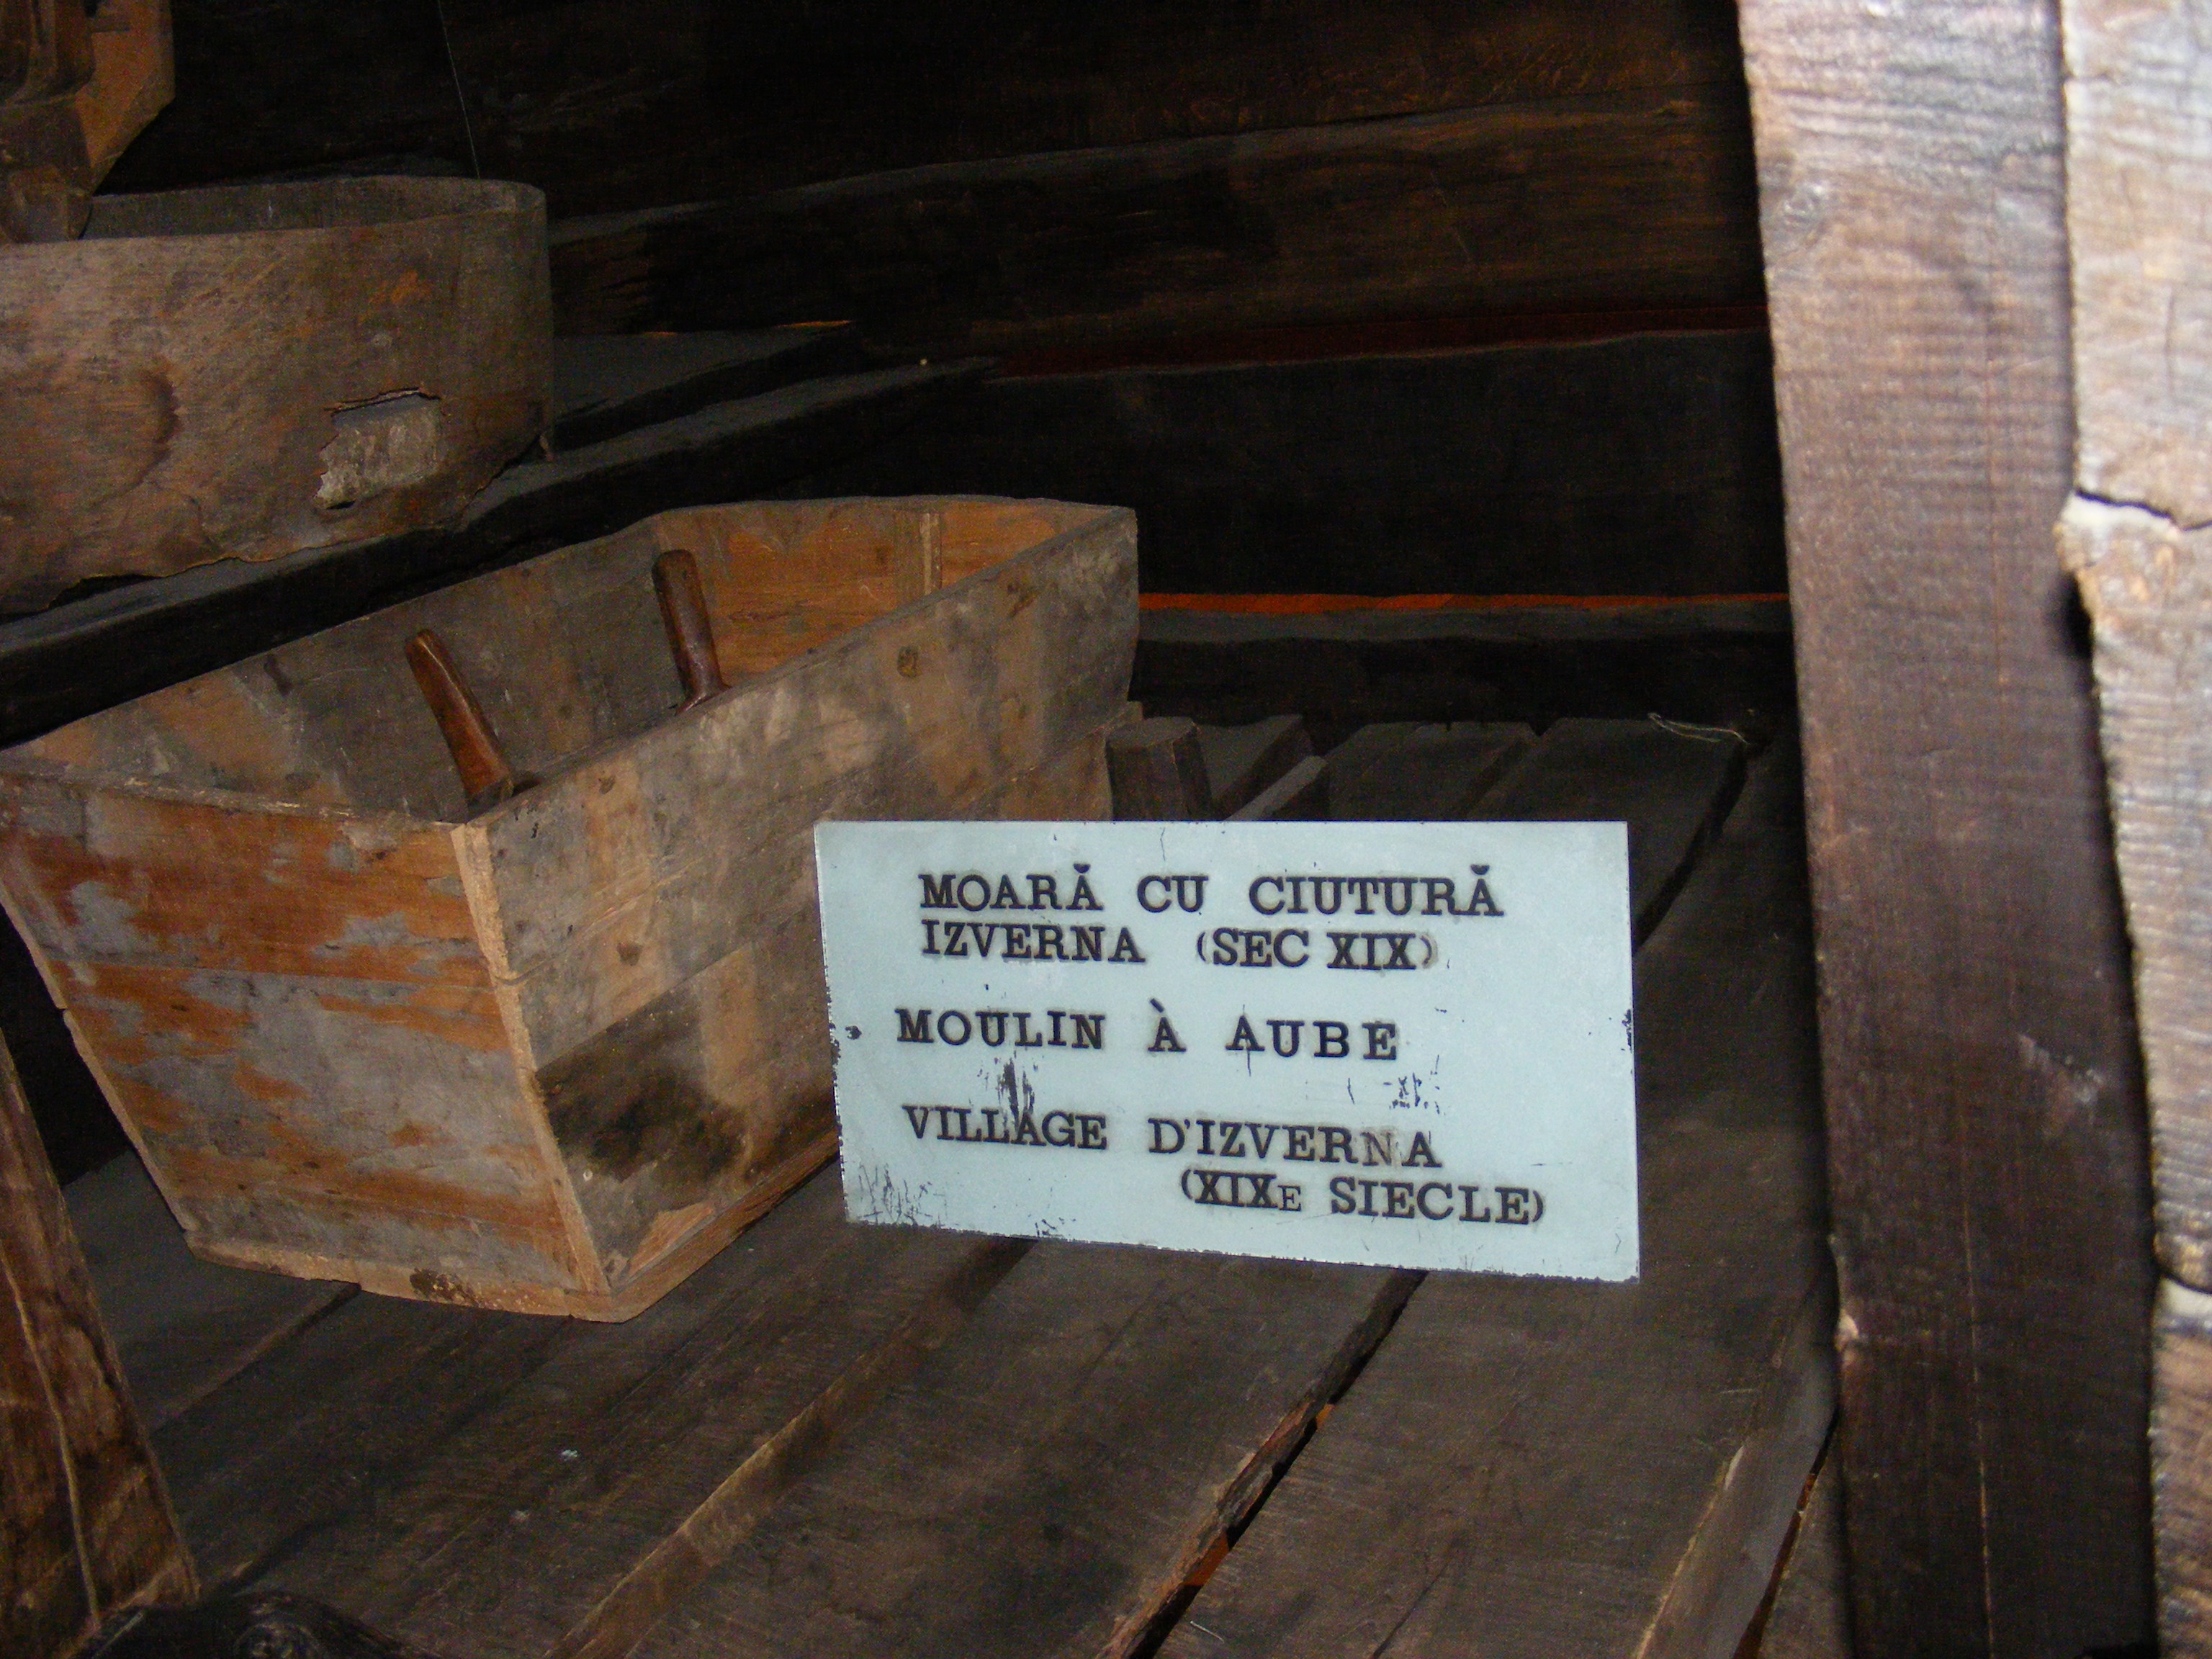 MOARĂ CU CIUTURĂ
IZVERNA (SEC XIX)
MOULIN À AUBE
VILLAGE D'IZVERNA
(XIXE SIECLE)